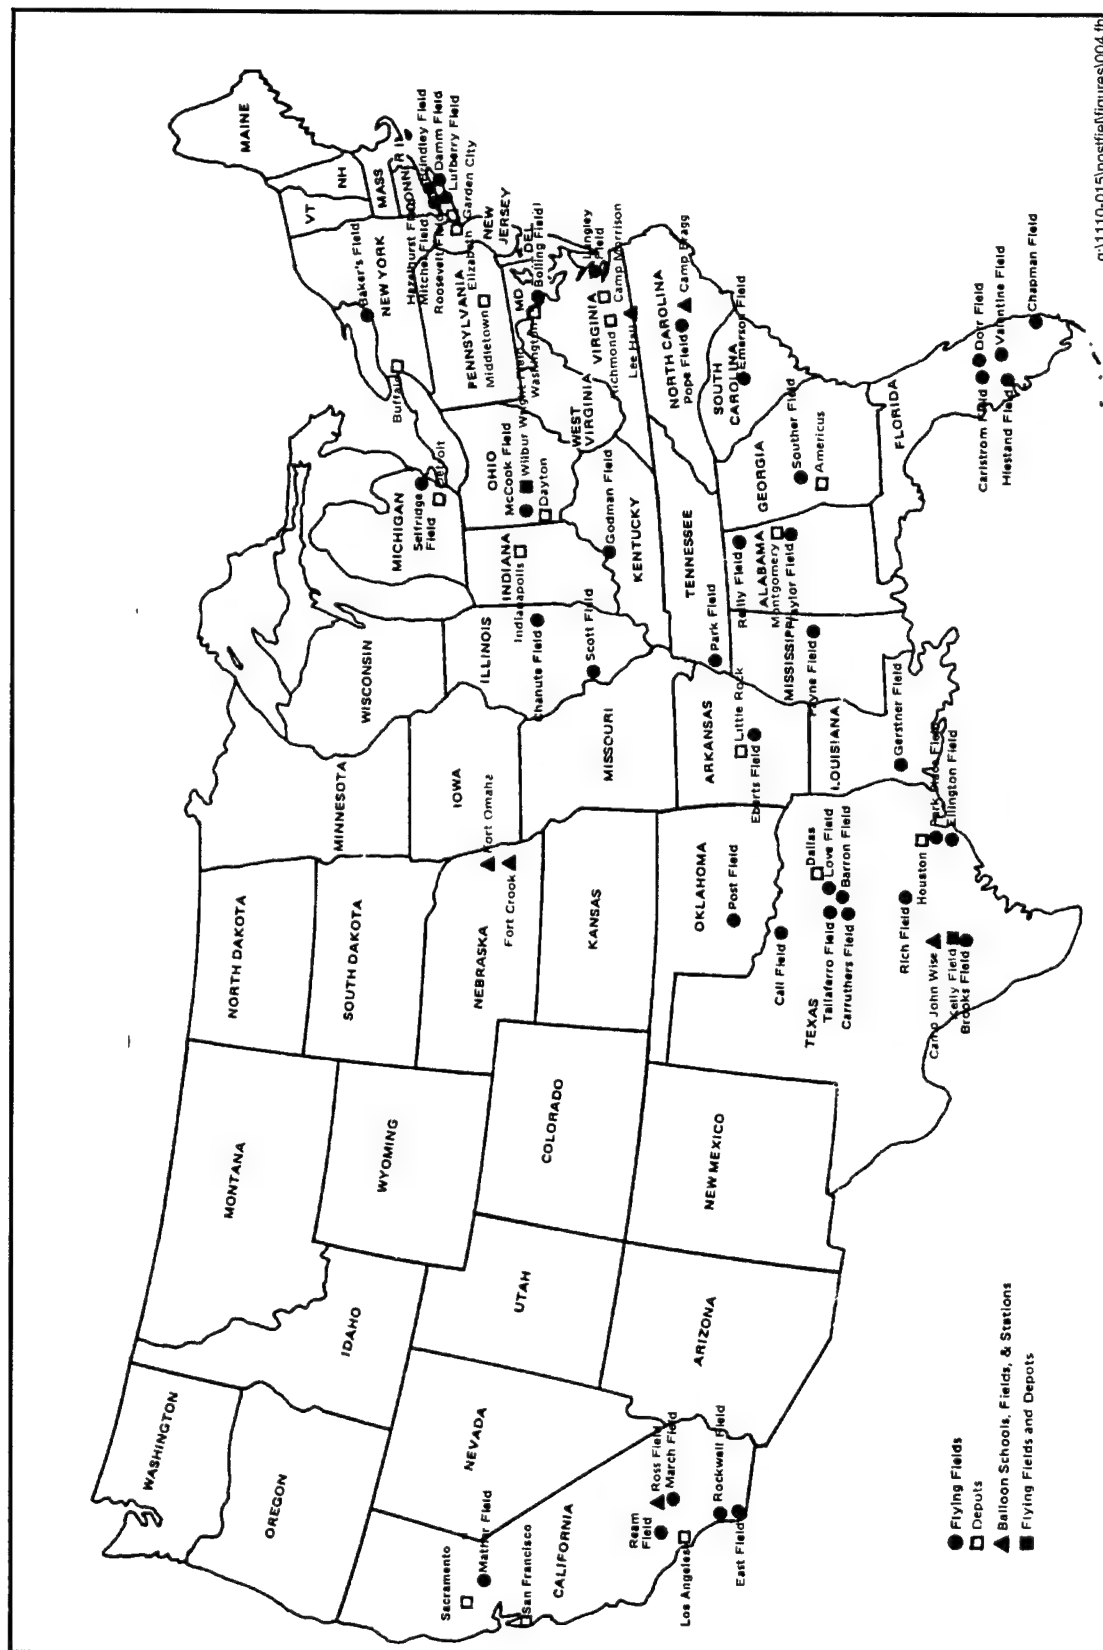 WASHINGTON
OREGON
IDAHO
MONTANA
WYOMING
NEVADA
UTAH
COLORADO
CALIFORNIA
ARIZONA
NEW MEXICO
NORTH DAKOTA
SOUTH DAKOTA
NEBRASKA
KANSAS
OKLAHOMA
TEXAS
MINNESOTA
IOWA
MISSOURI
ARKANSAS
LOUISIANA
WISCONSIN
ILLINOIS
MICHIGAN
INDIANA
OHIO
KENTUCKY
TENNESSEE
MISSISSIPPI
ALABAMA
GEORGIA
FLORIDA
SOUTH
CAROLINA
NORTH CAROLINA
VIRGINIA
WEST
VIRGINIA
MD
DEL
PENNSYLVANIA
NEW
JERSEY
NEW YORK
CONN
R I
MASS
VT
NH
MAINE
Sacramento
Mather Field
San Francisco
Ream
Field
Ross Field
March Field
Los Angeles
Rockwell Field
East Field
Fort Omaha
Fort Crook
Post Field
Call Field
Dallas
Love Field
Taliaferro Field
Barron Field
Carruthers Field
Rich Field
Houston
Park Place Field
Ellington Field
Camp John Wise
Kelly Field
Brooks Field
Little Rock
Eberts Field
Gerstner Field
Payne Field
Park Field
Chanute Field
Scott Field
Indianapolis
Selfridge
Field
Detroit
McCook Field
Wilbur Wright Field
Dayton
Godman Field
Reilly Field
Montgomery
Taylor Field
Souther Field
Americus
Carlstrom Field
Dorr Field
Valentine Field
Hiestand Field
Chapman Field
Emerson Field
Pope Field
Camp Bragg
Lee Hall
Richmond
Camp Morrison
Langley
Field
Washington
Bolling Field
Middletown
Buffalo
Baker's Field
Hazelhurst Field
Mitchel Field
Roosevelt Field
Elizabeth
Garden City
Brindley Field
Damm Field
Lufberry Field
● Flying Fields
□ Depots
▲ Balloon Schools, Fields, & Stations
■ Flying Fields and Depots